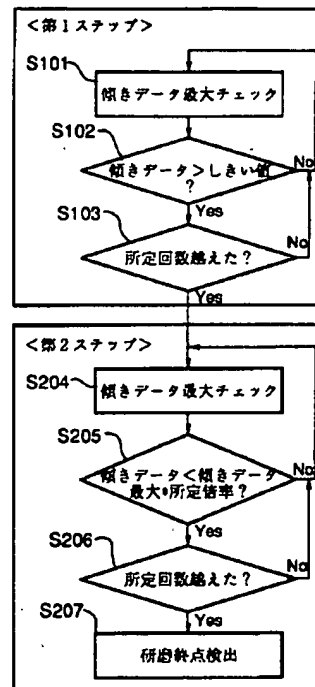 <第1ステップ>
S101
傾きデータ最大チェック
S102
傾きデータ>しきい値
?
No
Yes
S103
所定回数越えた?
No
Yes
<第2ステップ>
S204
傾きデータ最大チェック
S205
傾きデータ<傾きデータ
最大*所定倍率?
No
Yes
S206
所定回数越えた?
No
Yes
S207
研磨終点検出